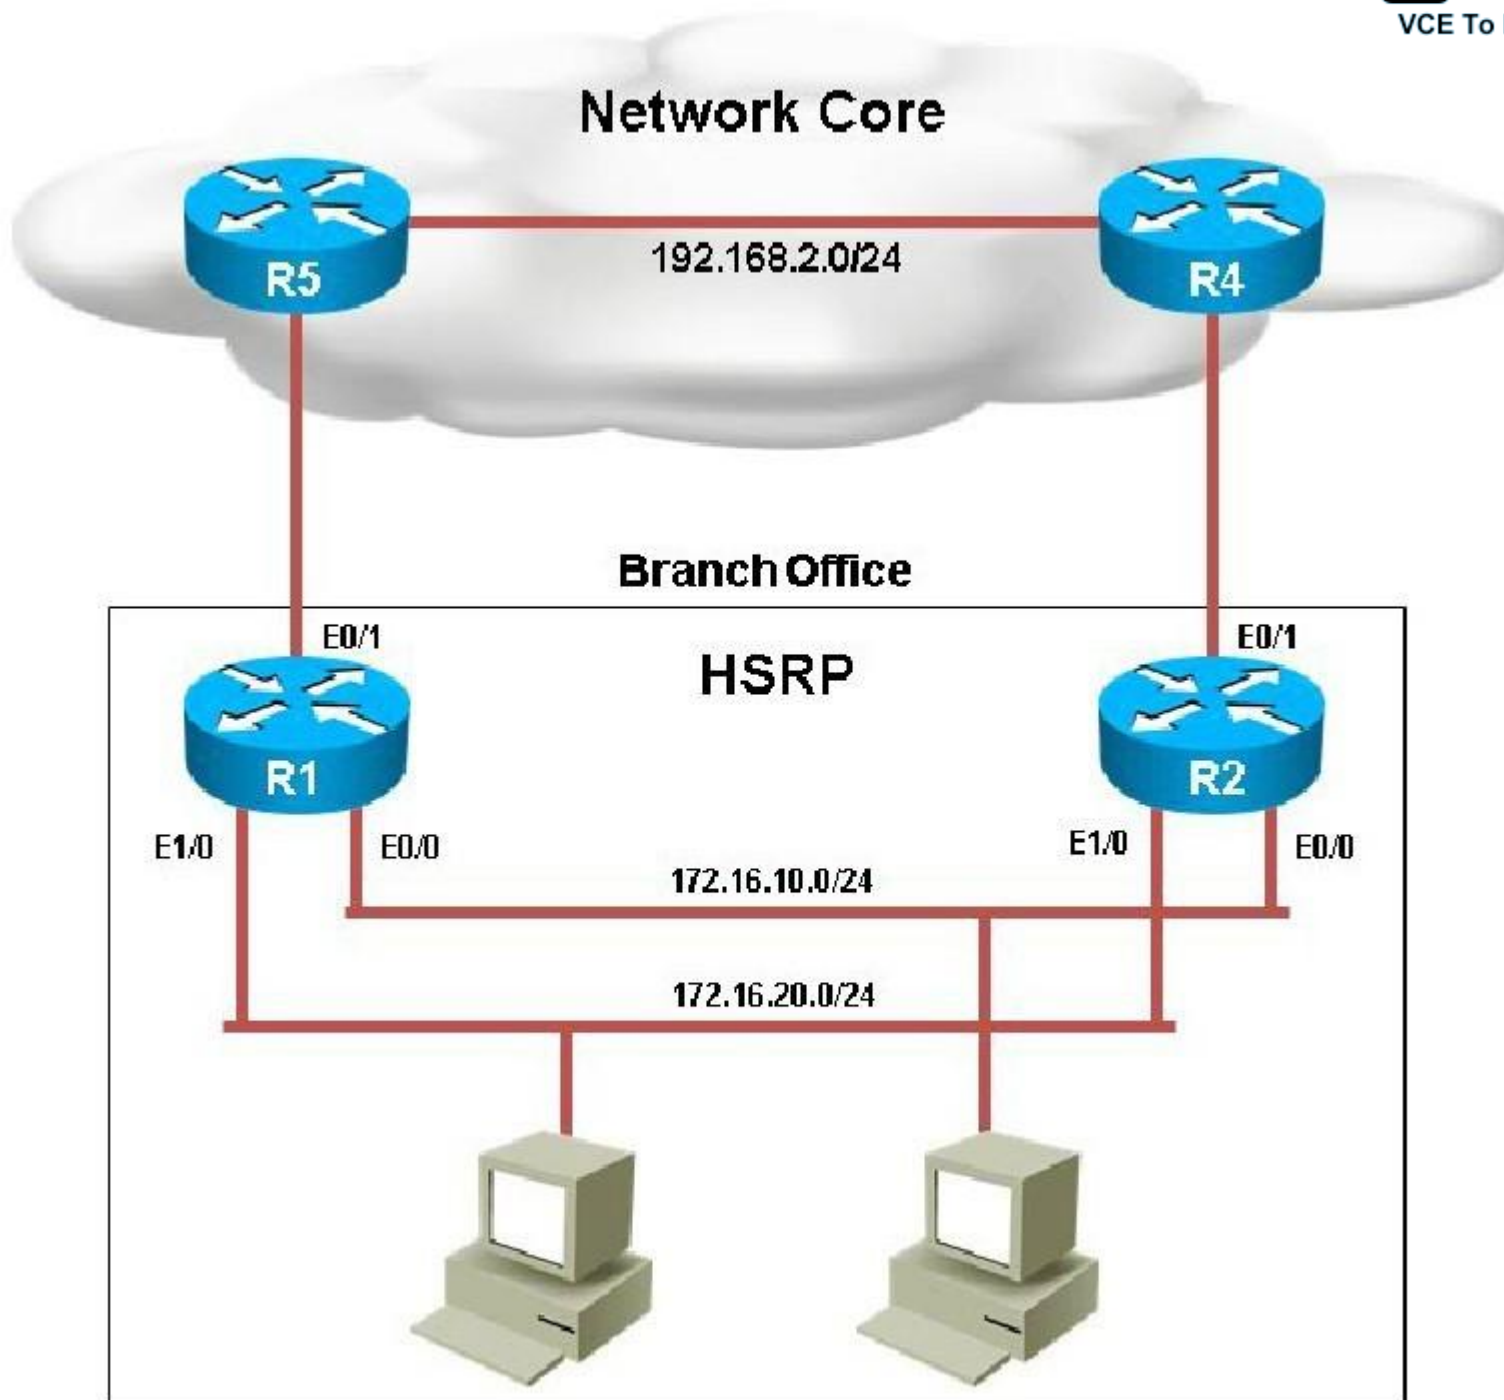 VCE To
Network Core
192.168.2.0/24
R5
R4
Branch Office
E0/1
E0/1
HSRP
R1
R2
E1/0
E0/0
E1/0
E0/0
172.16.10.0/24
172.16.20.0/24